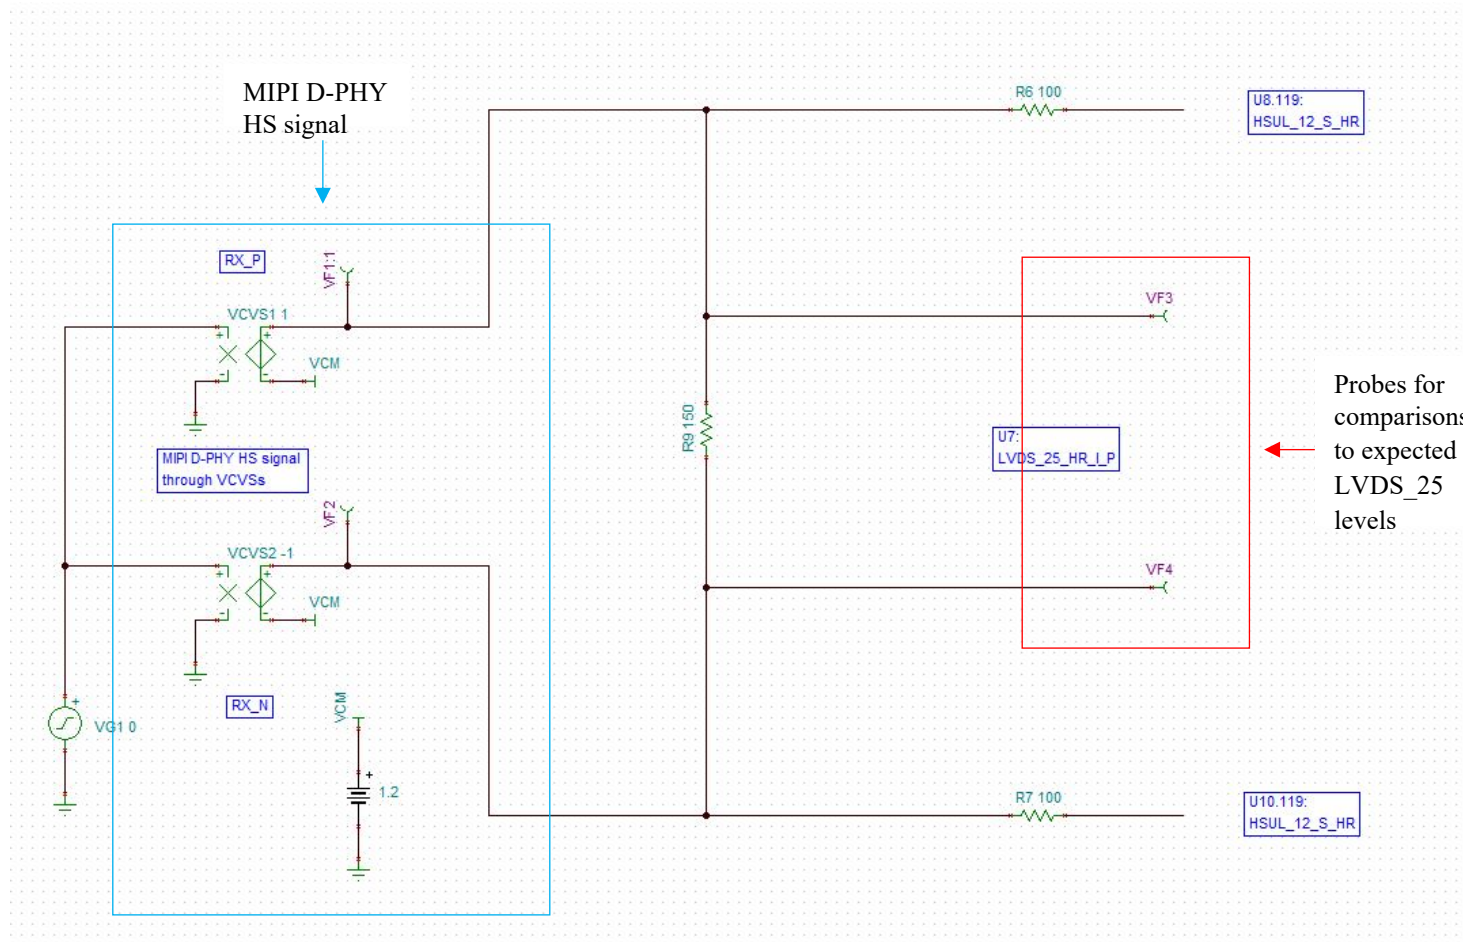 MIPI D-PHY
HS signal
R6 100
U8.119:
HSUL_12_S_HR
RX_P
VF1:1
VCVS1 1
+
+
-
-
VCM
VF3
R9 150
U7:
LVDS_25_HR_I_P
Probes for
comparisons
to expected
LVDS_25
levels
MIPI D-PHY HS signal
through VCVSs
VF2
VCVS2 -1
+
+
-
-
VCM
VF4
RX_N
VCM
+
VG1 0
+
1.2
R7 100
U10.119:
HSUL_12_S_HR